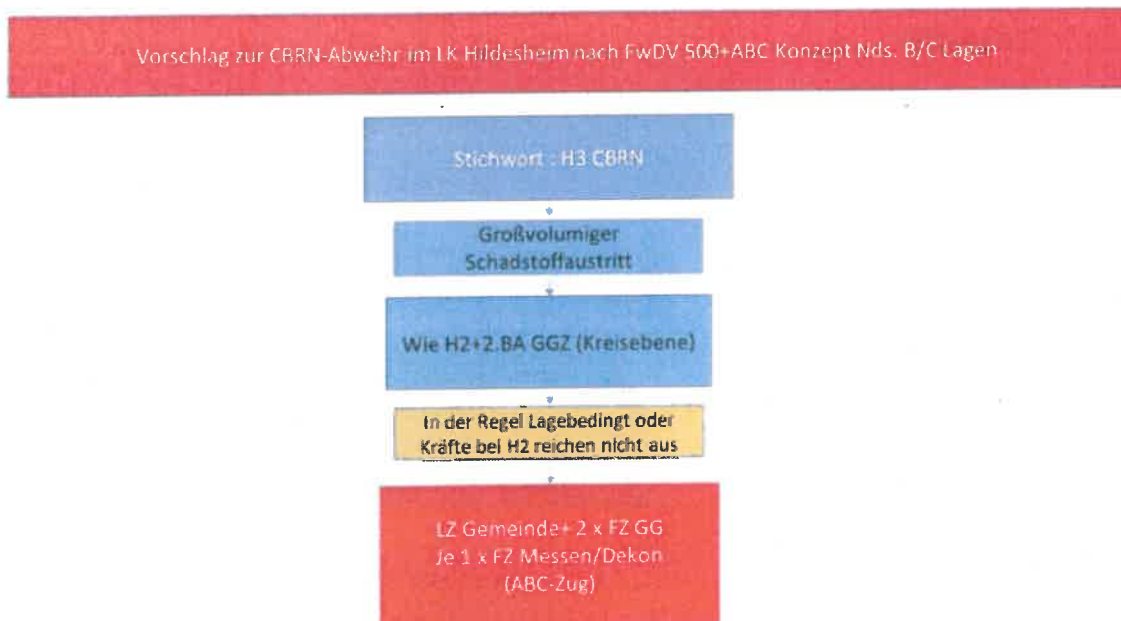 Vorschlag zur CBRN-Abwehr im LK Hildesheim nach FwDV 500+ABC Konzept Nds. B/C Lagen
Stichwort : H3 CBRN
Großvolumiger
Schadstoffaustritt
Wie H2+2.BA GGZ (Kreisebene)
In der Regel Lagebedingt oder
Kräfte bei H2 reichen nicht aus
LZ Gemeinde+ 2 x FZ GG
Je 1 x FZ Messen/Dekon
(ABC-Zug)